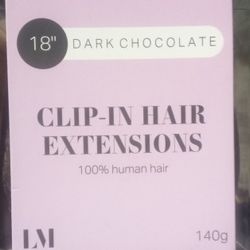 18" DARK CHOCOLATE
CLIP-IN HAIR
EXTENSIONS
100% human hair
LM 140g